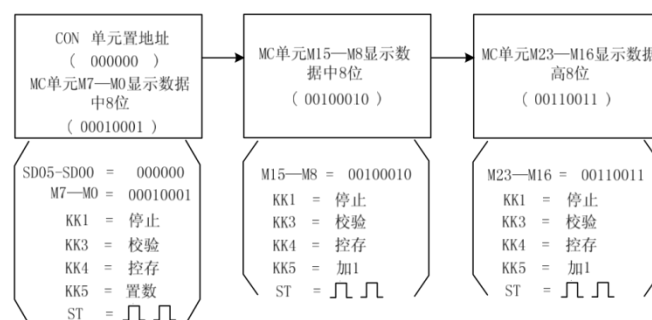 CON 单元置地址
( 000000 )
MC单元M7—M0显示数据
中8位
( 00010001 )
MC单元M15—M8显示数
据中8位
( 00100010 )
MC单元M23—M16显示数据
高8位
( 00110011 )
SD05-SD00 = 000000
M7—M0 = 00010001
KK1 = 停止
KK3 = 校验
KK4 = 控存
KK5 = 置数
ST =
M15—M8 = 00100010
KK1 = 停止
KK3 = 校验
KK4 = 控存
KK5 = 加1
ST =
M23—M16 = 00110011
KK1 = 停止
KK3 = 校验
KK4 = 控存
KK5 = 加1
ST =